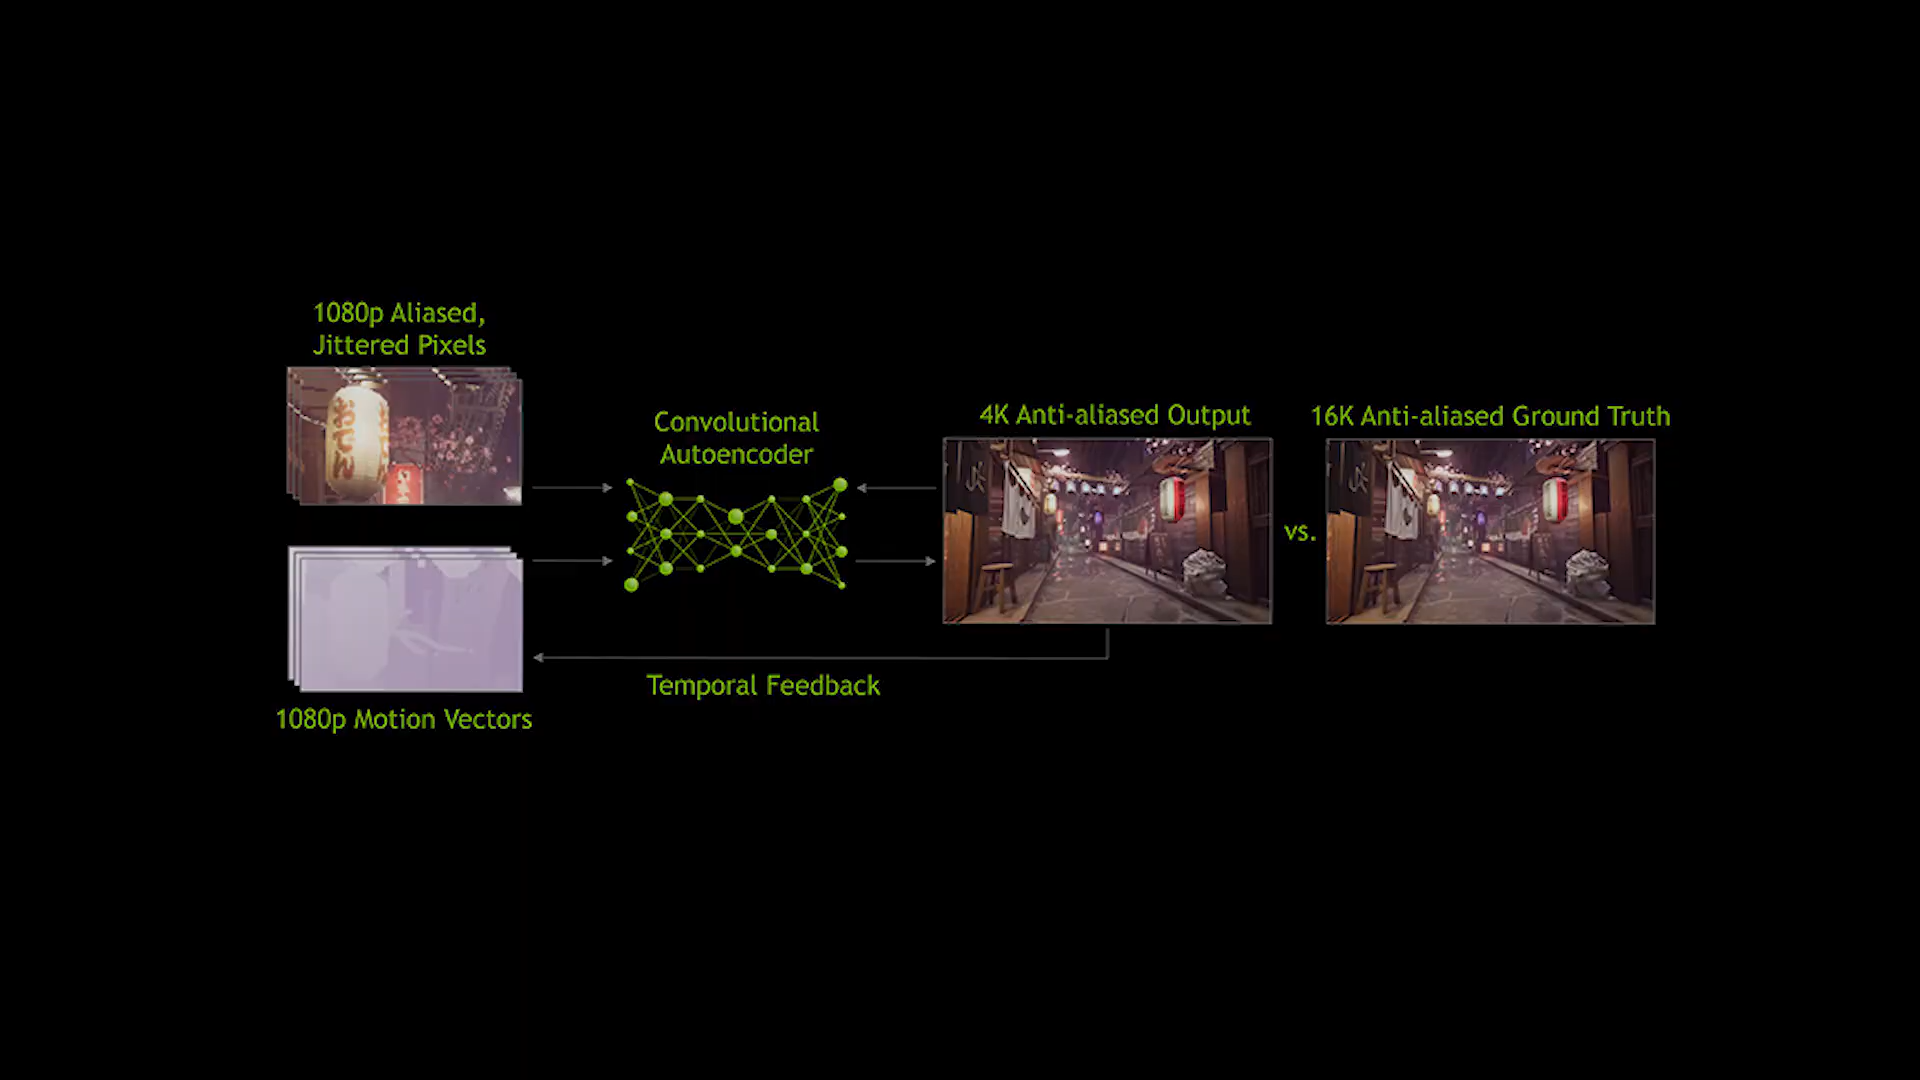 1080p Aliased,
Jittered Pixels
Convolutional
Autoencoder
4K Anti-aliased Output
16K Anti-aliased Ground Truth
vs.
Temporal Feedback
1080p Motion Vectors